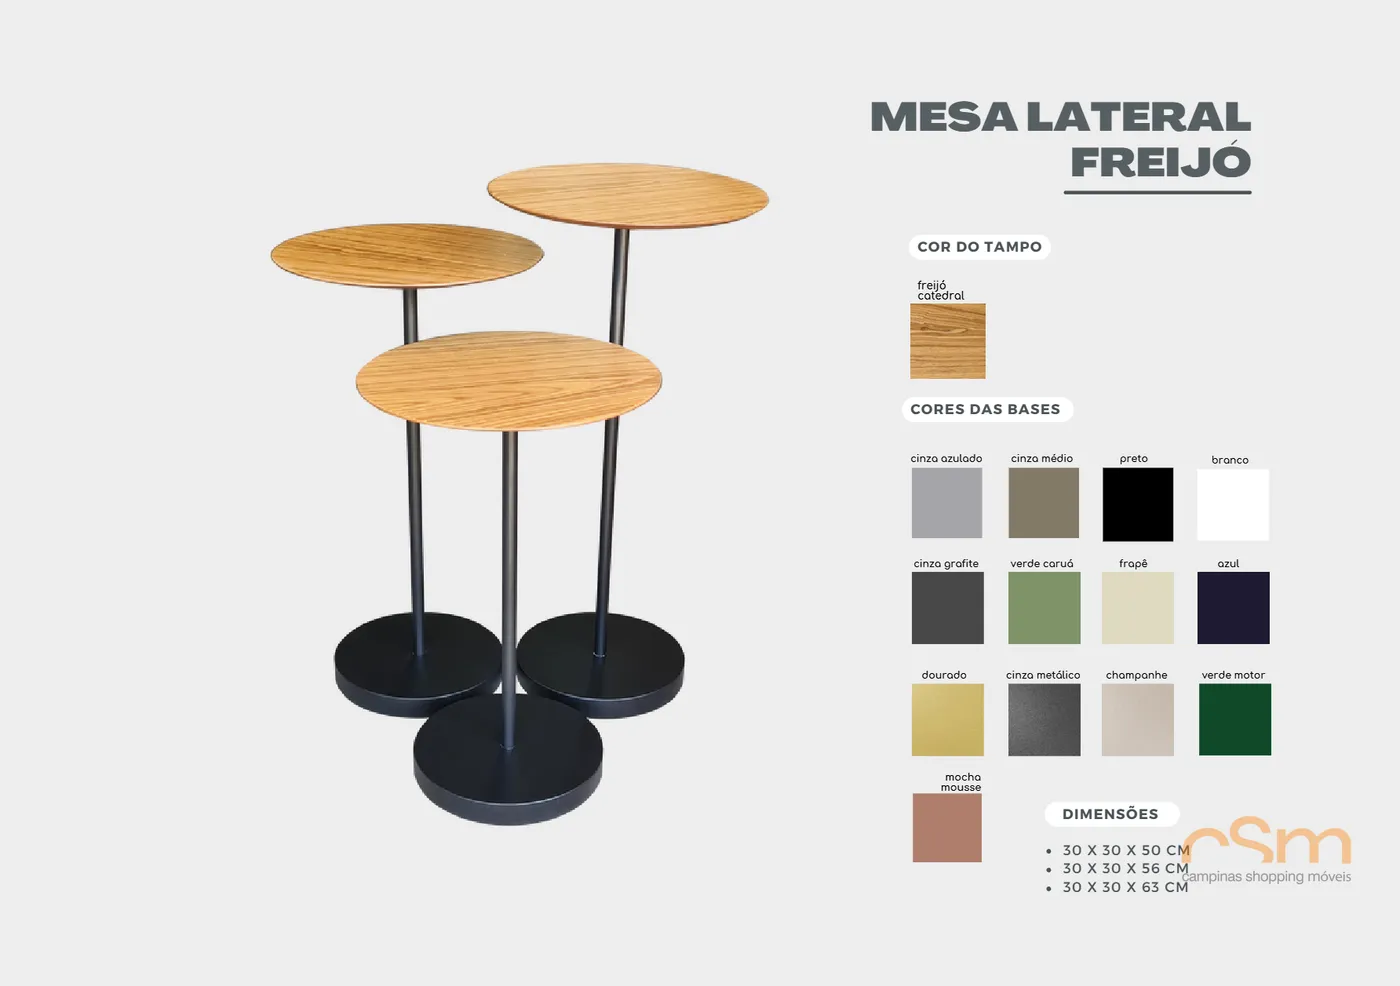 MESA LATERAL
FREIJÓ
COR DO TAMPO
freijó
catedral
CORES DAS BASES
cinza azulado
cinza médio
preto
branco
cinza grafite
verde caruá
frapê
azul
dourado
cinza metálico
champanhe
verde motor
mocha
mousse
DIMENSÕES
• 30 X 30 X 50 CM
• 30 X 30 X 56 CM
• 30 X 30 X 63 CM
csm
campinas shopping móveis